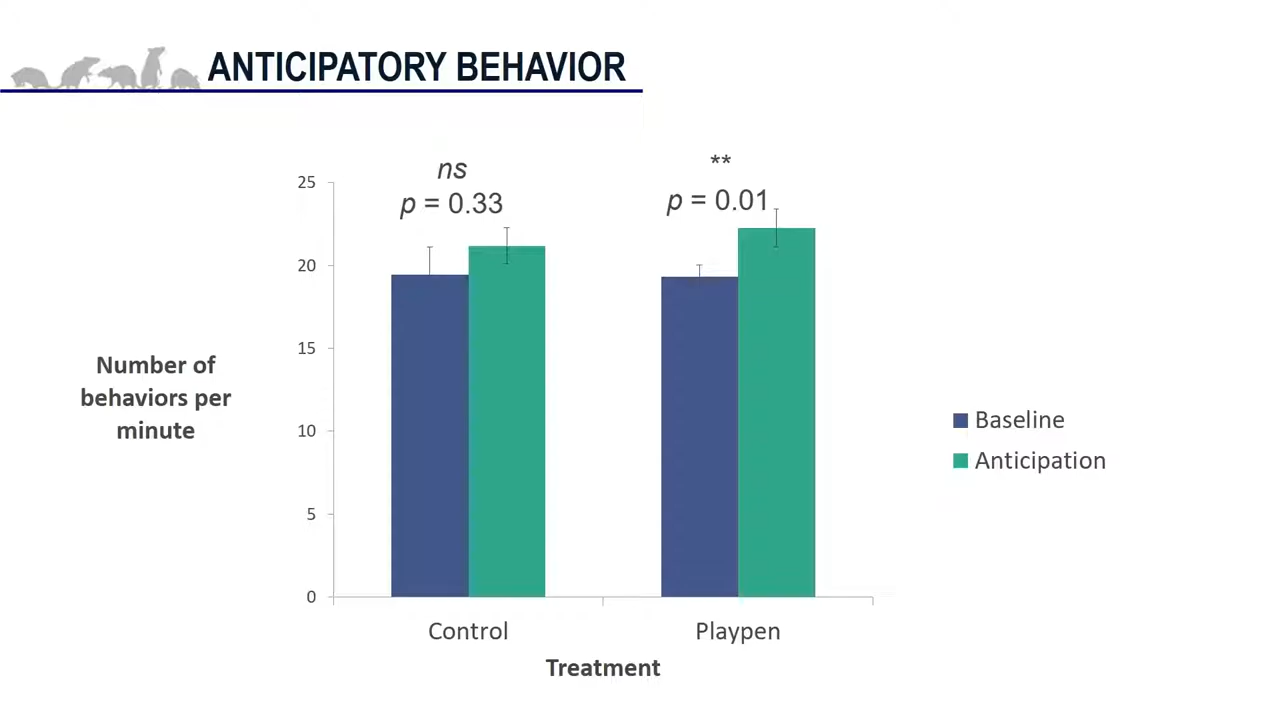 ANTICIPATORY BEHAVIOR
ns
p = 0.33
**
p = 0.01
25
20
15
10
5
0
Number of
behaviors per
minute
Baseline
Anticipation
Control
Playpen
Treatment